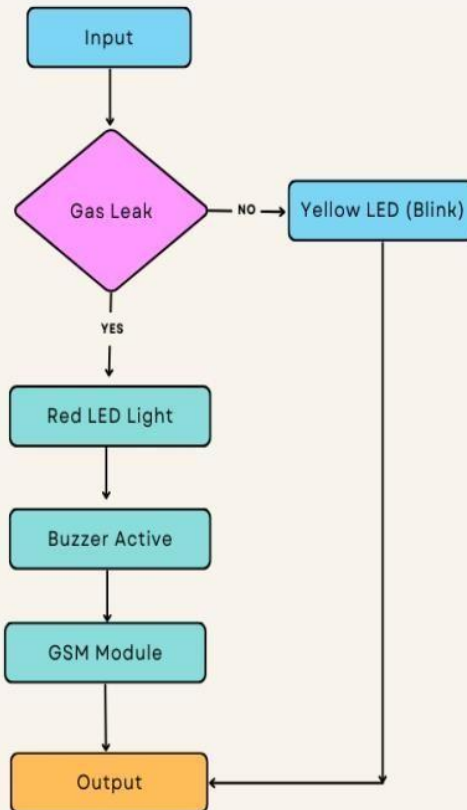 Input
Gas Leak
NO
Yellow LED (Blink)
YES
Red LED Light
Buzzer Active
GSM Module
Output